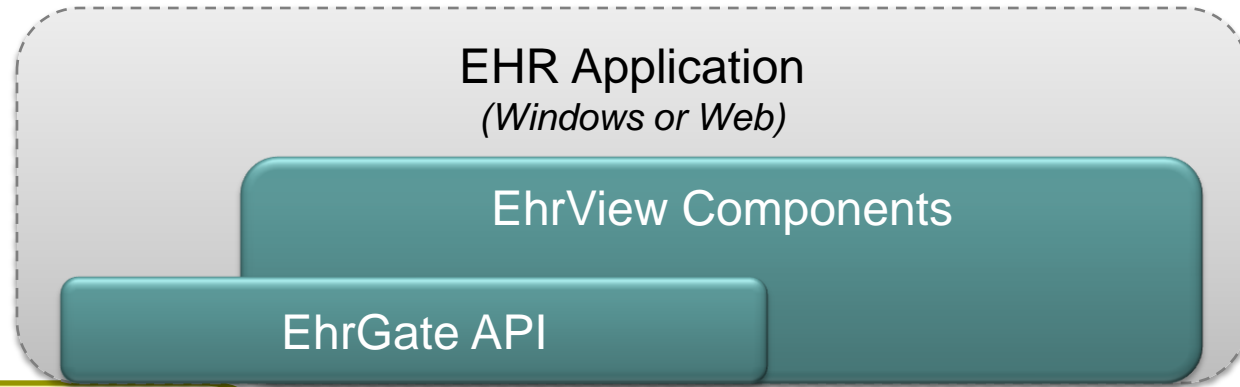 EHR Application
(Windows or Web)
EhrView Components
EhrGate API